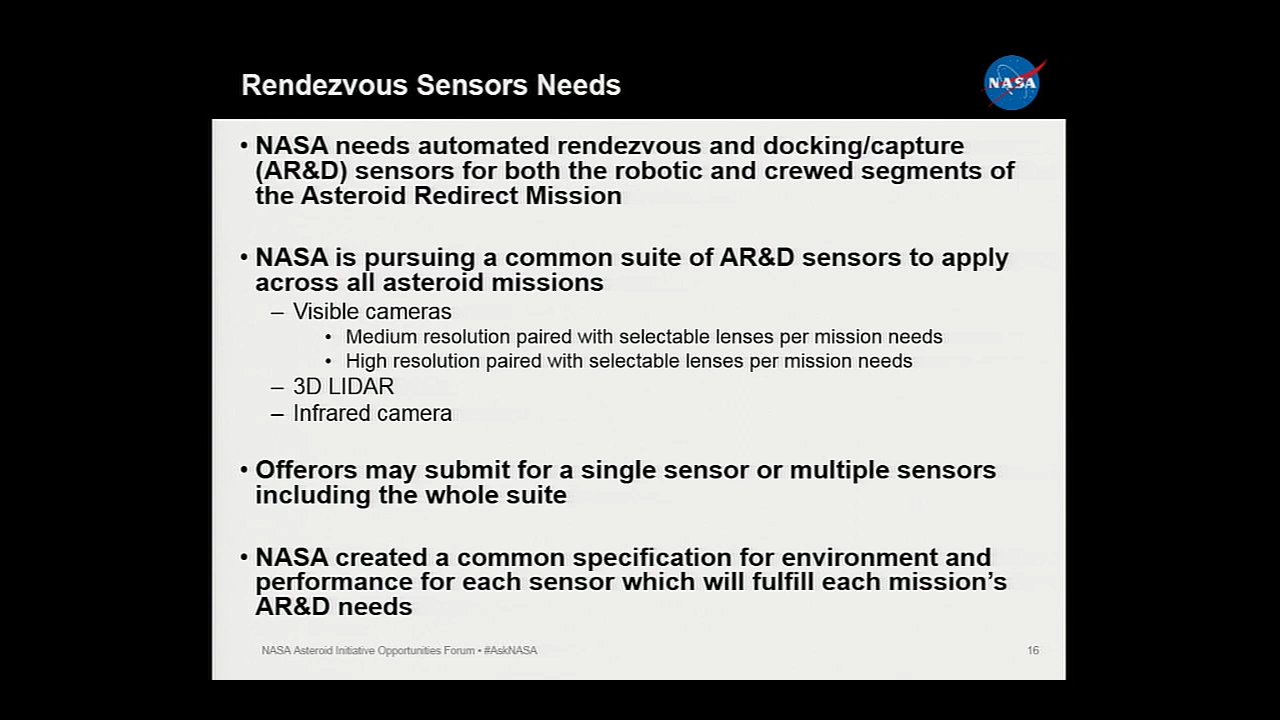 Rendezvous Sensors Needs
NASA
• NASA needs automated rendezvous and docking/capture
(AR&D) sensors for both the robotic and crewed segments of
the Asteroid Redirect Mission
• NASA is pursuing a common suite of AR&D sensors to apply
across all asteroid missions
– Visible cameras
• Medium resolution paired with selectable lenses per mission needs
• High resolution paired with selectable lenses per mission needs
– 3D LIDAR
– Infrared camera
• Offerors may submit for a single sensor or multiple sensors
including the whole suite
• NASA created a common specification for environment and
performance for each sensor which will fulfill each mission's
AR&D needs
NASA Asteroid Initiative Opportunities Forum • #AskNASA
16